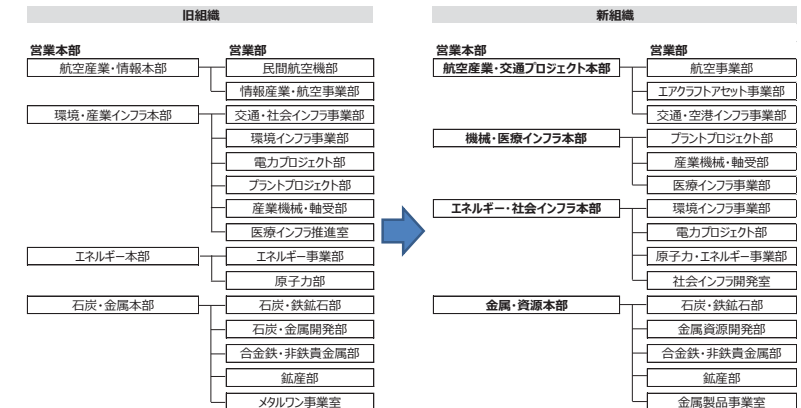 旧組織
営業本部
営業部
航空産業・情報本部
民間航空機部
情報産業・航空事業部
環境・産業インフラ本部
交通・社会インフラ事業部
環境インフラ事業部
電力プロジェクト部
プラントプロジェクト部
産業機械・軸受部
医療インフラ推進室
エネルギー本部
エネルギー事業部
原子力部
石炭・金属本部
石炭・鉄鉱石部
石炭・金属開発部
合金鉄・非鉄貴金属部
鉱産部
メタルワン事業室
新組織
営業本部
営業部
航空産業・交通プロジェクト本部
航空事業部
エアクラフトアセット事業部
交通・空港インフラ事業部
機械・医療インフラ本部
プラントプロジェクト部
産業機械・軸受部
医療インフラ事業部
エネルギー・社会インフラ本部
環境インフラ事業部
電力プロジェクト部
原子力・エネルギー事業部
社会インフラ開発室
金属・資源本部
石炭・鉄鉱石部
金属資源開発部
合金鉄・非鉄貴金属部
鉱産部
金属製品事業室